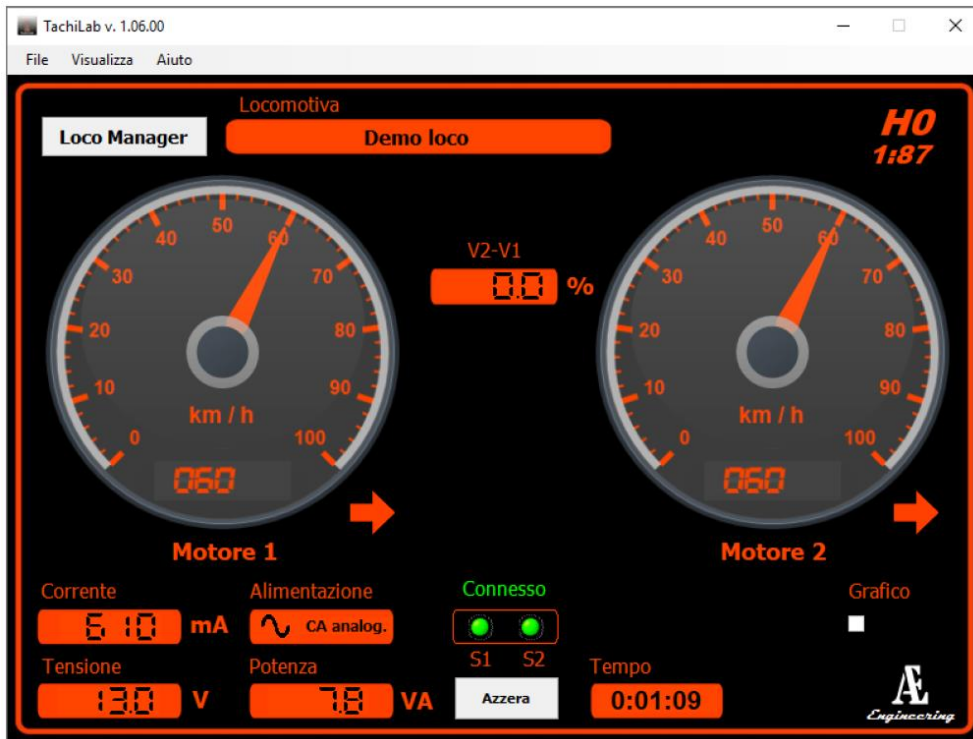 TachiLab v. 1.06.00
File Visualizza Aiuto
Locomotiva
Loco Manager
Demo loco
H0
1:87
0
10
20
30
40
50
60
70
80
90
100
km / h
060
Motore 1
V2-V1
0.0 %
0
10
20
30
40
50
60
70
80
90
100
km / h
060
Motore 2
Corrente
610 mA
Alimentazione
CA analog.
Connesso
S1 S2
Grafico
Tensione
13.0 V
Potenza
7.8 VA
Azzera
Tempo
0:01:09
AE
Engineering